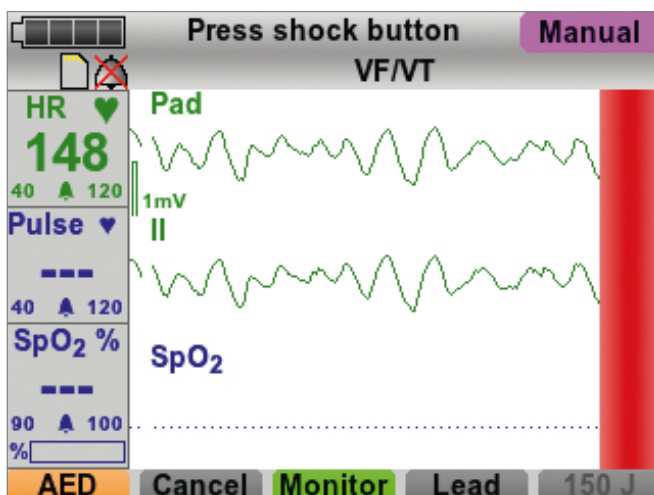 Press shock button Manual
VF/VT
HR Pad
148
40 120
1mV
Pulse II
---
40 120
SpO2 % SpO2
---
90 100
%
AED Cancel Monitor Lead 150 J